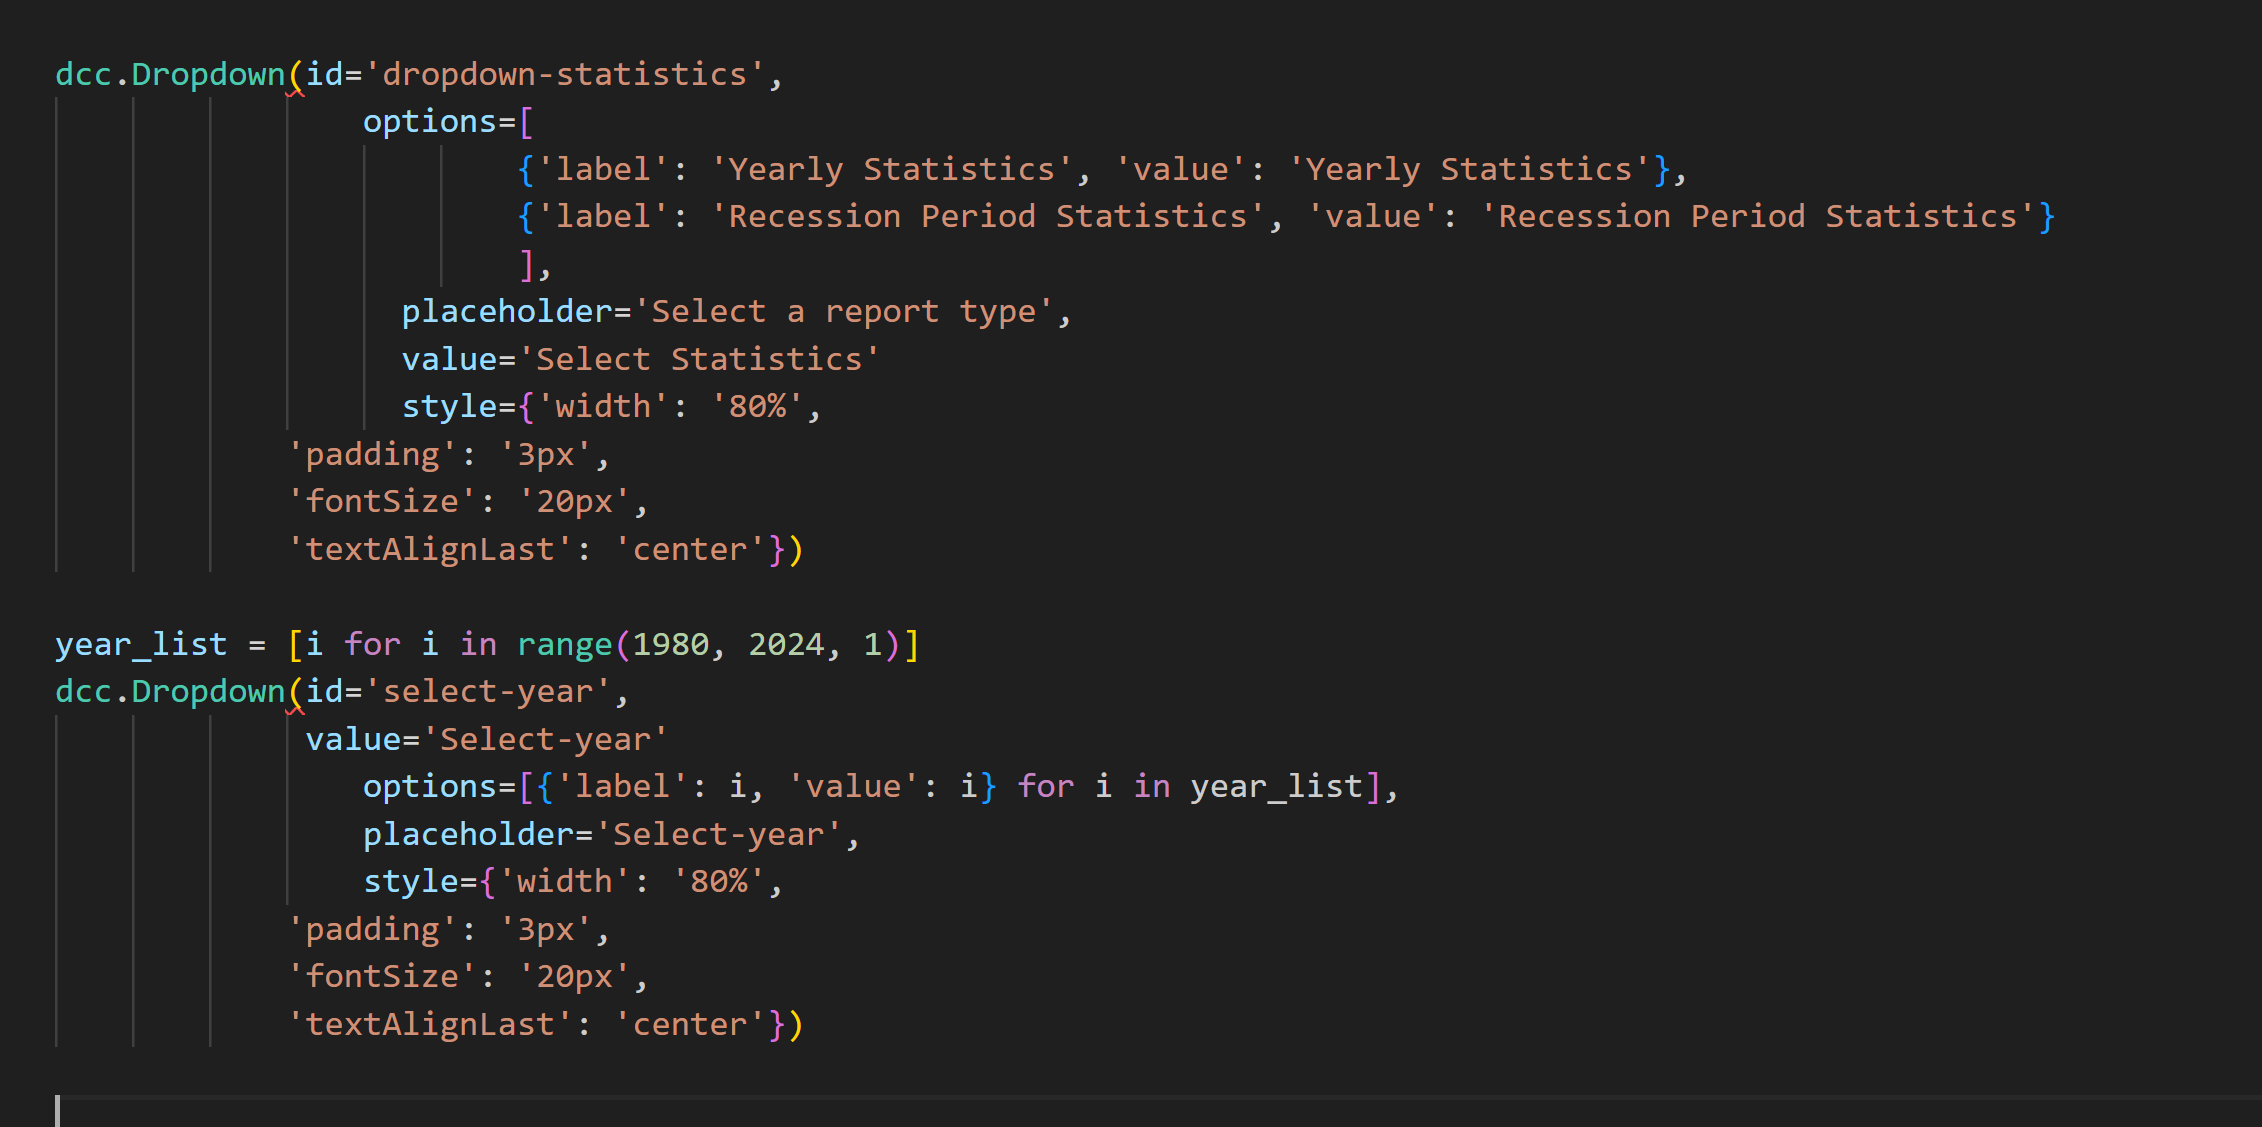 dcc.Dropdown(id='dropdown-statistics',
options=[
{'label': 'Yearly Statistics', 'value': 'Yearly Statistics'},
{'label': 'Recession Period Statistics', 'value': 'Recession Period Statistics'}
],
placeholder='Select a report type',
value='Select Statistics'
style={'width': '80%',
'padding': '3px',
'fontSize': '20px',
'textAlignLast': 'center'})
year_list = [i for i in range(1980, 2024, 1)]
dcc.Dropdown(id='select-year',
value='Select-year'
options=[{'label': i, 'value': i} for i in year_list],
placeholder='Select-year',
style={'width': '80%',
'padding': '3px',
'fontSize': '20px',
'textAlignLast': 'center'})